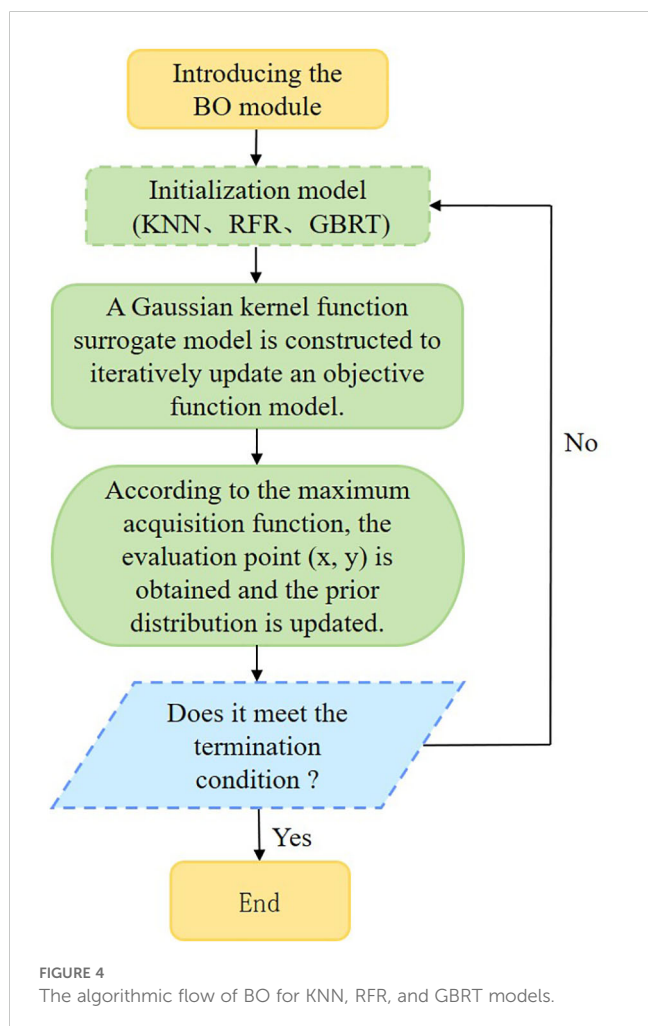 Introducing the
BO module
Initialization model
(KNN、RFR、GBRT)
A Gaussian kernel function
surrogate model is constructed to
iteratively update an objective
function model.
No
According to the maximum
acquisition function, the
evaluation point (x, y) is
obtained and the prior
distribution is updated.
Does it meet the
termination
condition ?
Yes
End
FIGURE 4
The algorithmic flow of BO for KNN, RFR, and GBRT models.